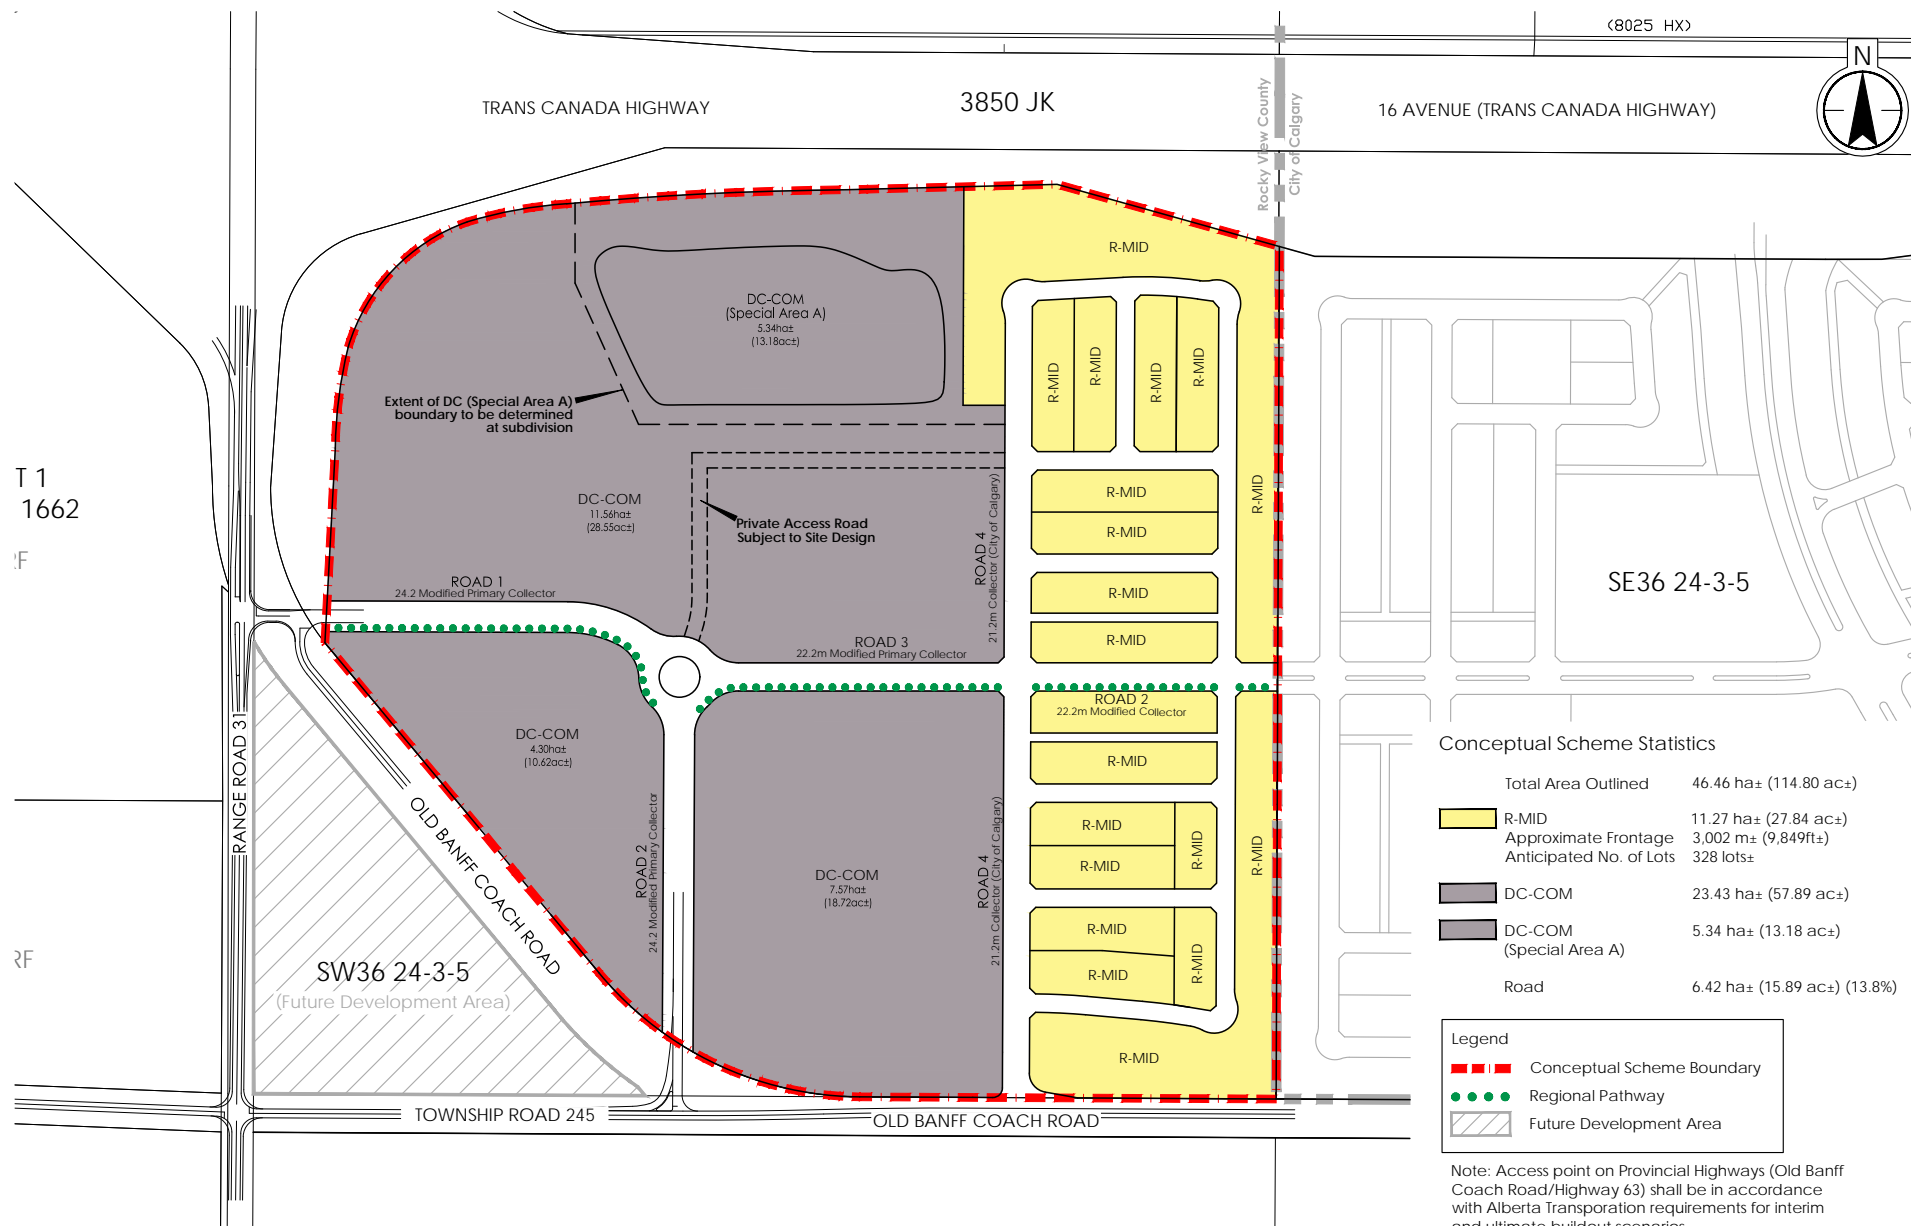 (8025 HX)
N
TRANS CANADA HIGHWAY
3850 JK
16 AVENUE (TRANS CANADA HIGHWAY)
Rocky View County
City of Calgary
R-MID
DC-COM
(Special Area A)
5.34ha±
(13.18ac±)
R-MID
R-MID
R-MID
R-MID
Extent of DC (Special Area A)
boundary to be determined
at subdivision
T 1
1662
RF
DC-COM
11.56ha±
(28.55ac±)
Private Access Road
Subject to Site Design
ROAD 4
21.2m Collector (City of Calgary)
R-MID
R-MID
R-MID
R-MID
R-MID
ROAD 1
24.2 Modified Primary Collector
ROAD 3
22.2m Modified Primary Collector
SE36 24-3-5
ROAD 2
22.2m Modified Collector
RANGE ROAD 31
OLD BANFF COACH ROAD
DC-COM
4.30ha±
(10.62ac±)
ROAD 2
24.2 Modified Primary Collector
DC-COM
7.57ha±
(18.72ac±)
ROAD 4
21.2m Collector (City of Calgary)
R-MID
R-MID
R-MID
R-MID
R-MID
R-MID
R-MID
R-MID
R-MID
RF
SW36 24-3-5
(Future Development Area)
TOWNSHIP ROAD 245
OLD BANFF COACH ROAD
Conceptual Scheme Statistics
Total Area Outlined 46.46 ha± (114.80 ac±)
R-MID 11.27 ha± (27.84 ac±)
Approximate Frontage 3,002 m± (9,849ft±)
Anticipated No. of Lots 328 lots±
DC-COM 23.43 ha± (57.89 ac±)
DC-COM 5.34 ha± (13.18 ac±)
(Special Area A)
Road 6.42 ha± (15.89 ac±) (13.8%)
Legend
Conceptual Scheme Boundary
Regional Pathway
Future Development Area
Note: Access point on Provincial Highways (Old Banff
Coach Road/Highway 63) shall be in accordance
with Alberta Transporation requirements for interim
and ultimate buildout scenarios